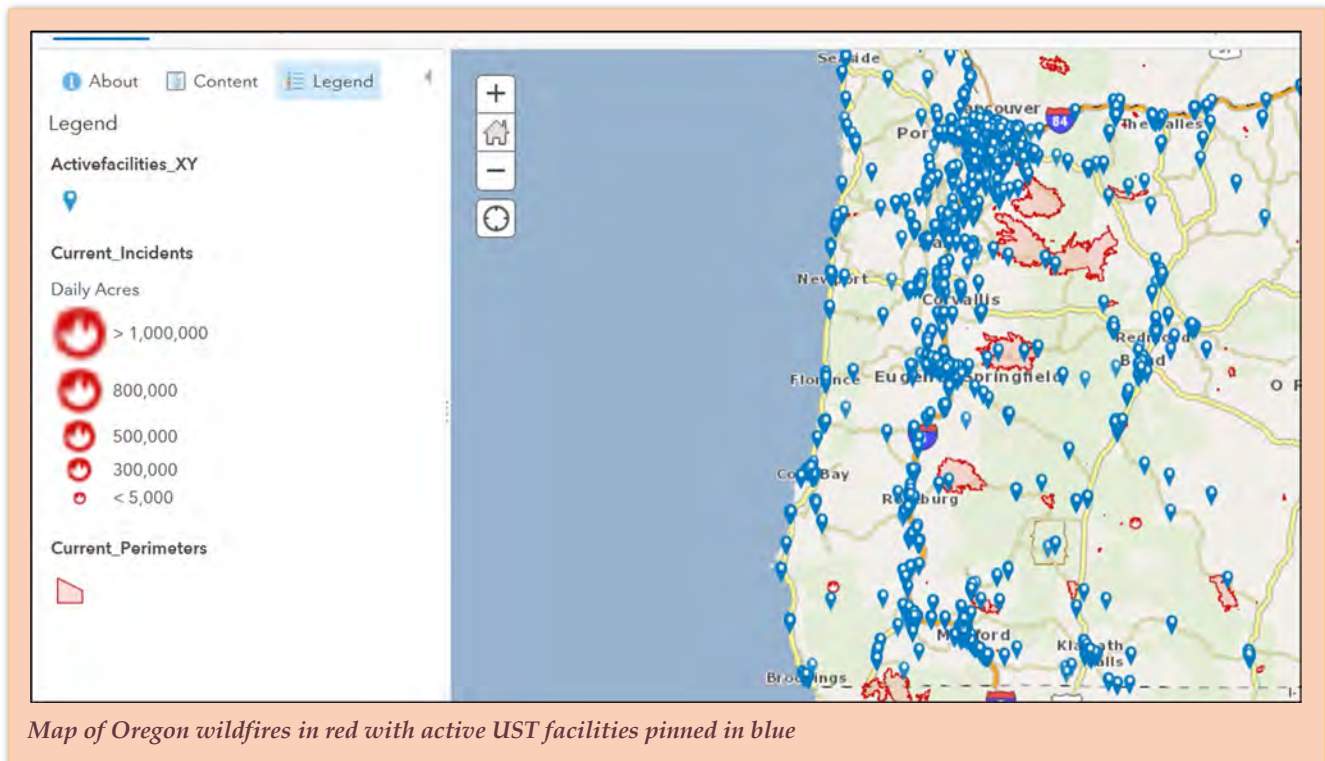 About Content Legend
Legend
Activefacilities_XY
Current_Incidents
Daily Acres
> 1,000,000
800,000
500,000
300,000
< 5,000
Current_Perimeters
+
−
Seaside
Vancouver
84
The Dalles
Newport
Corvallis
Redmond
Bend
Florence
Eugene
Springfield
Coos Bay
Roseburg
Medford
Klamath
Falls
Brookings
Map of Oregon wildfires in red with active UST facilities pinned in blue